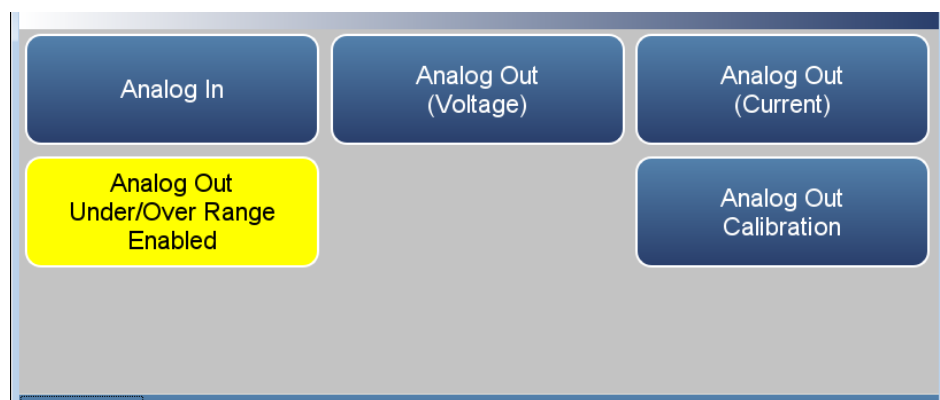 Analog In
Analog Out
(Voltage)
Analog Out
(Current)
Analog Out
Under/Over Range
Enabled
Analog Out
Calibration